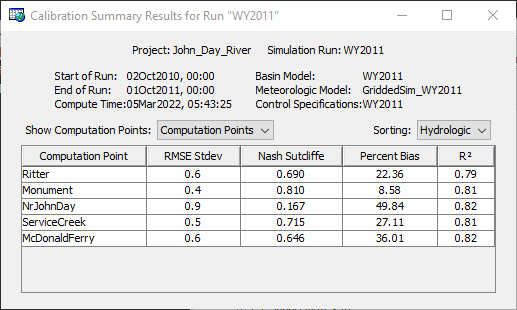 Calibration Summary Results for Run "WY2011"
Project: John_Day_River Simulation Run: WY2011
Start of Run: 02Oct2010, 00:00 Basin Model: WY2011
End of Run: 01Oct2011, 00:00 Meteorologic Model: GriddedSim_WY2011
Compute Time:05Mar2022, 05:43:25 Control Specifications:WY2011
Show Computation Points: Computation Points Sorting: Hydrologic
Computation Point RMSE Stdev Nash Sutcliffe Percent Bias R²
Ritter 0.6 0.690 22.36 0.79
Monument 0.4 0.810 8.58 0.81
NrJohnDay 0.9 0.167 49.84 0.82
ServiceCreek 0.5 0.715 27.11 0.81
McDonaldFerry 0.6 0.646 36.01 0.82